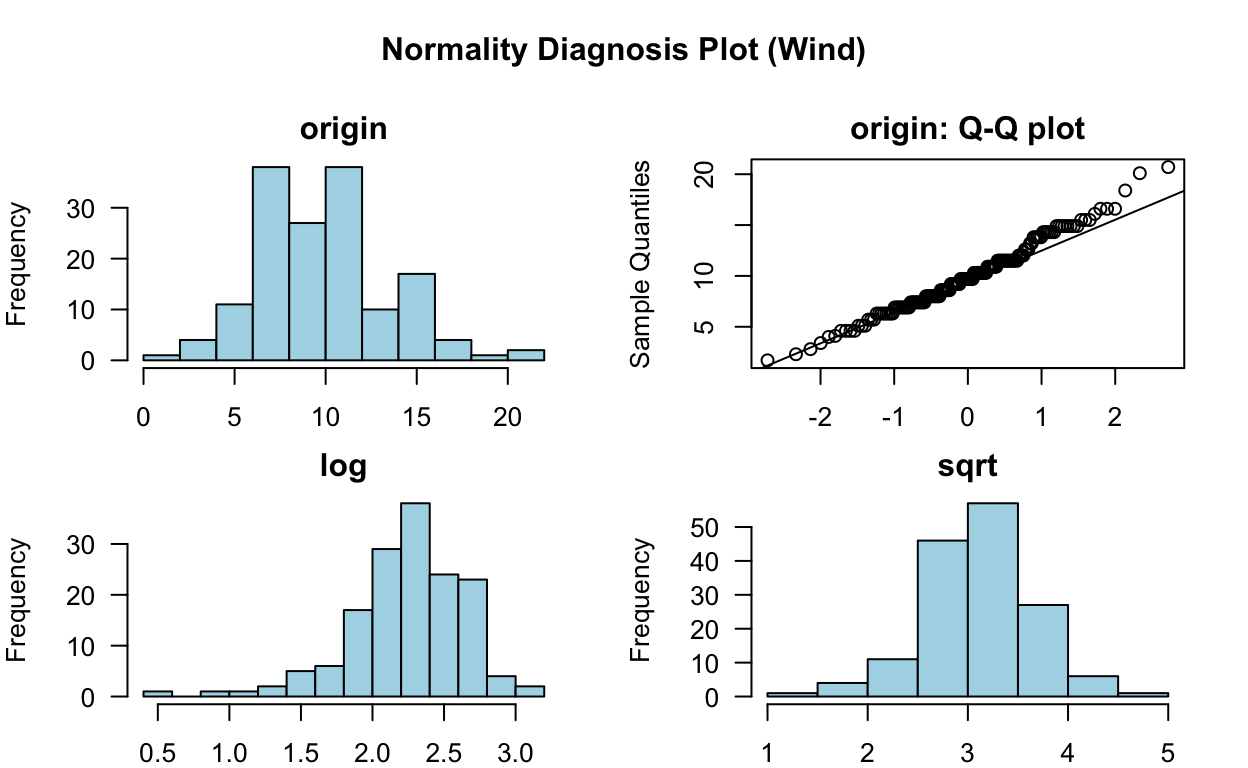 Normality Diagnosis Plot (Wind)
origin
Frequency
0 10 20 30
0 5 10 15 20
origin: Q-Q plot
Sample Quantiles
5 10 20
-2 -1 0 1 2
log
Frequency
0 10 20 30
0.5 1.0 1.5 2.0 2.5 3.0
sqrt
Frequency
0 10 20 30 40 50
1 2 3 4 5